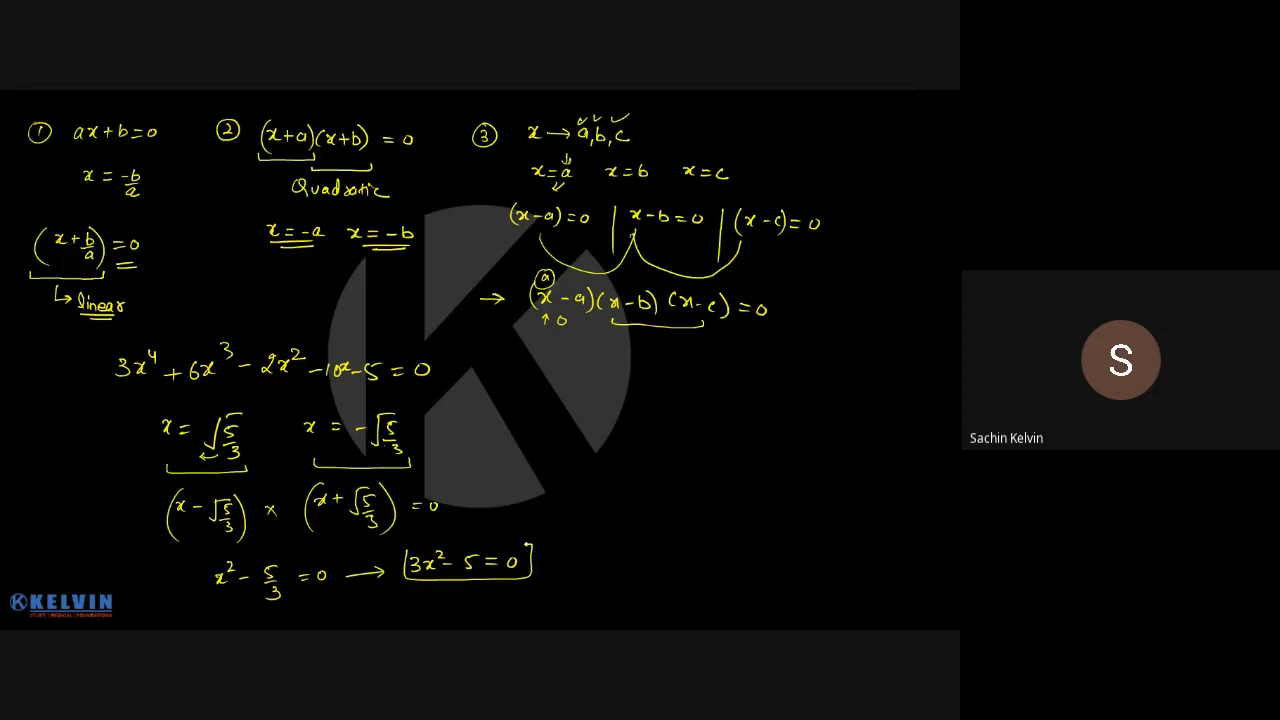 ① ax+b=0
x = -b/a
(x + b/a) = 0
↳ linear
② (x+a)(x+b) = 0
Quadratic
x = -a x = -b
③ x → a, b, c
x = a x = b x = c
(x-a)=0 | x-b=0 | (x-c)=0
a
→ (x-a)(x-b)(x-c) = 0
↑ 0
3x⁴ + 6x³ - 2x² - 10x - 5 = 0
x = √5/3 x = -√5/3
(x - √5/3) × (x + √5/3) = 0
x² - 5/3 = 0 → 3x² - 5 = 0
KELVIN
S
Sachin Kelvin